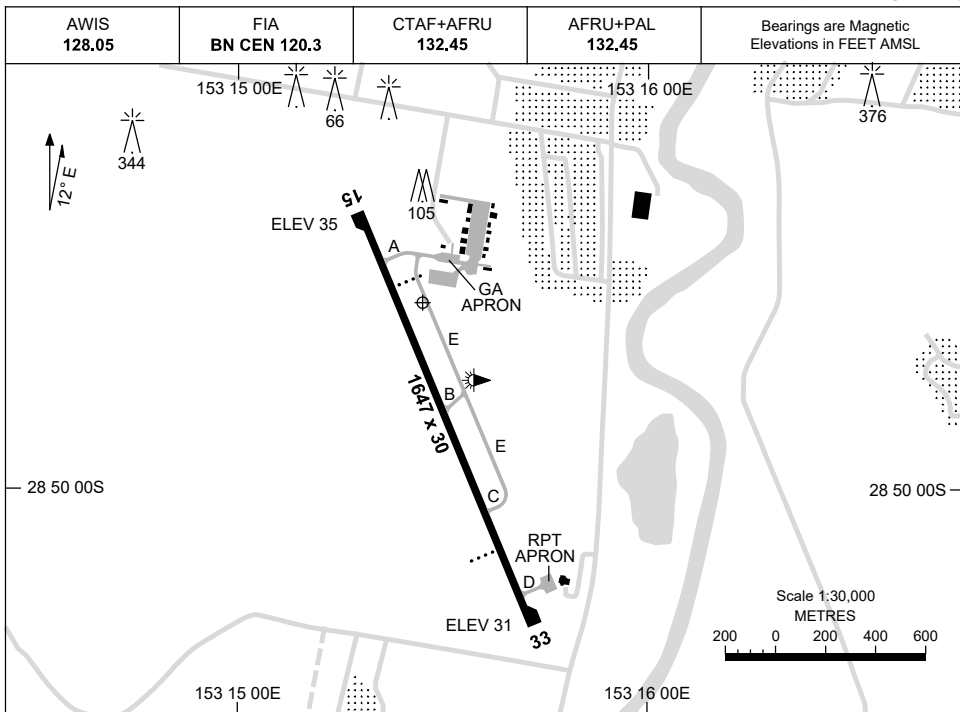 AWIS
128.05
FIA
BN CEN 120.3
CTAF+AFRU
132.45
AFRU+PAL
132.45
Bearings are Magnetic
Elevations in FEET AMSL
153 15 00E
153 16 00E
66
376
344
12° E
105
15
ELEV 35
A
GA
APRON
E
B
1647 x 30
E
28 50 00S
28 50 00S
C
RPT
APRON
D
ELEV 31
33
Scale 1:30,000
METRES
200 0 200 400 600
153 15 00E
153 16 00E